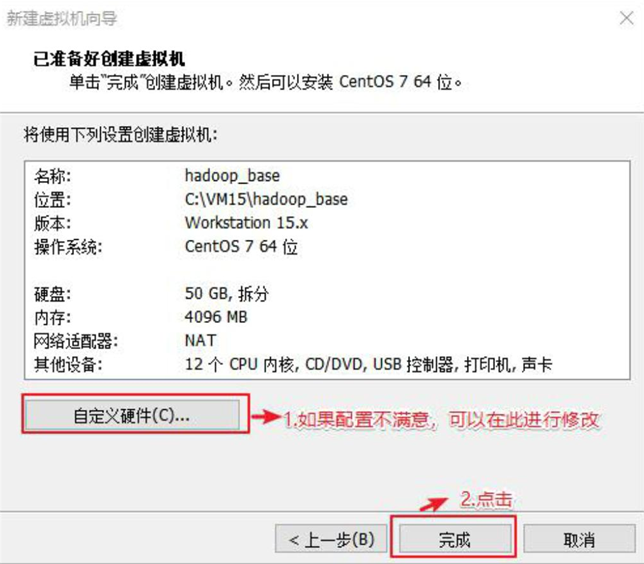 新建虚拟机向导
已准备好创建虚拟机
单击"完成"创建虚拟机。然后可以安装 CentOS 7 64 位。
将使用下列设置创建虚拟机:
名称: hadoop_base
位置: C:\VM15\hadoop_base
版本: Workstation 15.x
操作系统: CentOS 7 64 位
硬盘: 50 GB, 拆分
内存: 4096 MB
网络适配器: NAT
其他设备: 12 个 CPU 内核, CD/DVD, USB 控制器, 打印机, 声卡
自定义硬件(C)... 1.如果配置不满意，可以在此进行修改
2.点击
< 上一步(B) 完成 取消